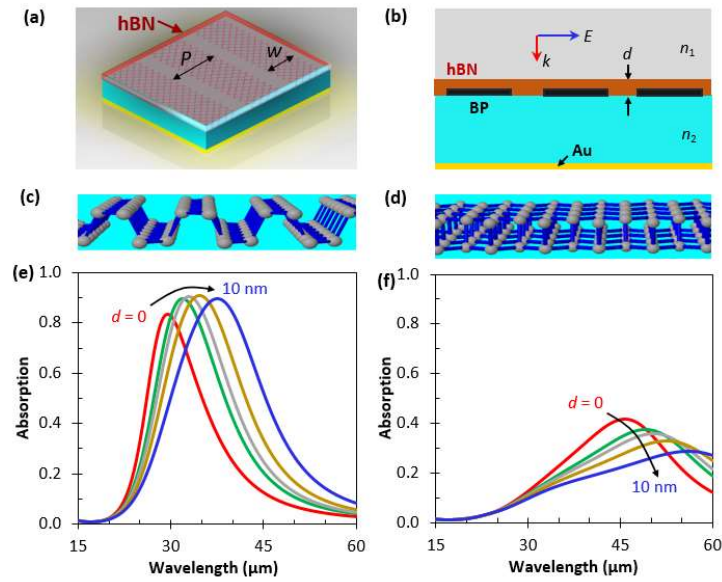 (a)
hBN
P
w
(b)
E
k
d
n1
hBN
BP
n2
Au
(c)
(d)
(e)
1.0
0.8
0.6
0.4
0.2
0.0
Absorption
d = 0
10 nm
15
30
45
60
Wavelength (μm)
(f)
1.0
0.8
0.6
0.4
0.2
0.0
Absorption
d = 0
10 nm
15
30
45
60
Wavelength (μm)